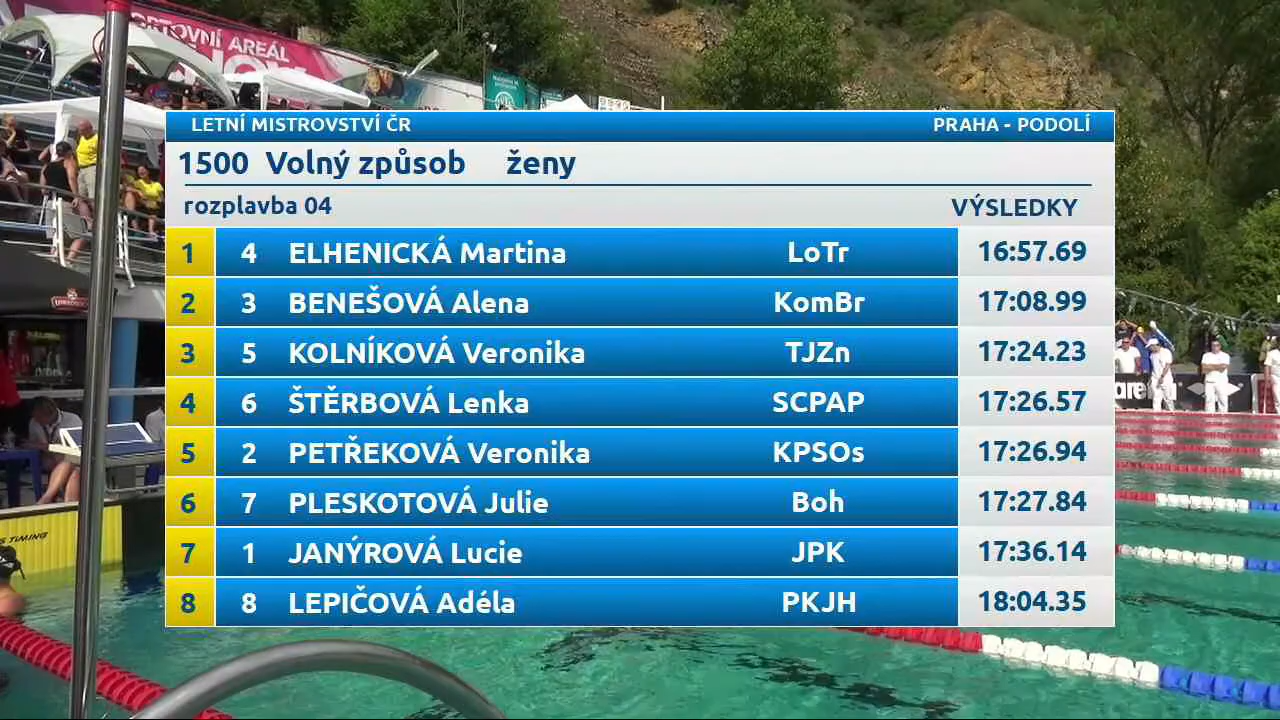 SPORTOVNÍ AREÁL
LETNÍ MISTROVSTVÍ ČR PRAHA - PODOLÍ
1500 Volný způsob ženy
rozplavba 04 VÝSLEDKY
1 4 ELHENICKÁ Martina LoTr 16:57.69
2 3 BENEŠOVÁ Alena KomBr 17:08.99
3 5 KOLNÍKOVÁ Veronika TJZn 17:24.23
4 6 ŠTĚRBOVÁ Lenka SCPAP 17:26.57
5 2 PETŘEKOVÁ Veronika KPSOs 17:26.94
6 7 PLESKOTOVÁ Julie Boh 17:27.84
7 1 JANÝROVÁ Lucie JPK 17:36.14
8 8 LEPIČOVÁ Adéla PKJH 18:04.35
TIMING